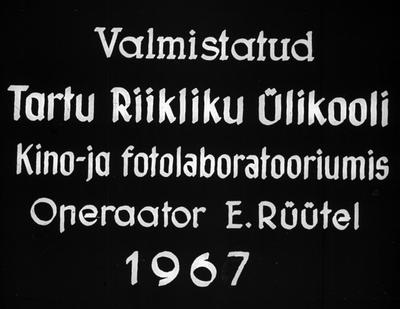 Valmistatud
Tartu Riikliku Ülikooli
Kino-ja fotolaboratooriumis
Operaator E. Rüütel
1967